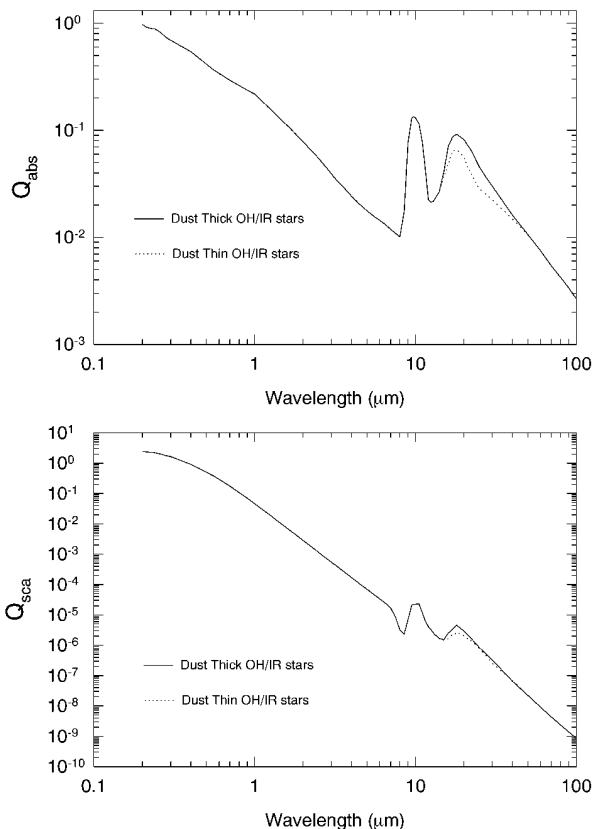 10^0
10^-1
Q_abs
10^-2
10^-3
Dust Thick OH/IR stars
Dust Thin OH/IR stars
0.1 1 10 100
Wavelength (μm)
10^1
10^0
10^-1
10^-2
10^-3
10^-4
Q_sca
10^-5
10^-6
10^-7
10^-8
10^-9
10^-10
Dust Thick OH/IR stars
Dust Thin OH/IR stars
0.1 1 10 100
Wavelength (μm)